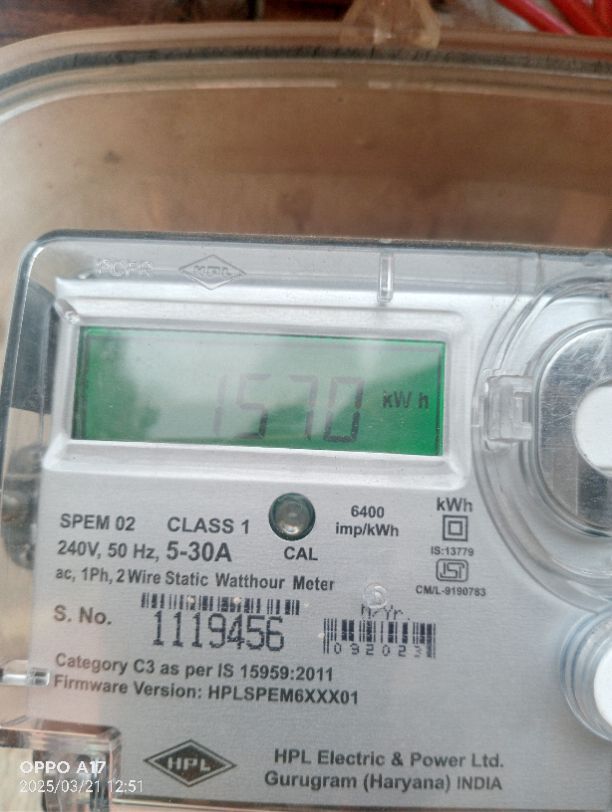 HPL
1570 kWh
SPEM 02 CLASS 1 6400 imp/kWh kWh
240V, 50 Hz, 5-30A CAL IS:13779
ac, 1Ph, 2 Wire Static Watthour Meter CM/L-9190783
S. No. 1119456 M/Yr. 092023
Category C3 as per IS 15959:2011
Firmware Version: HPLSPEM6XXX01
HPL HPL Electric & Power Ltd.
Gurugram (Haryana) INDIA
OPPO A17
2025/03/21 12:51